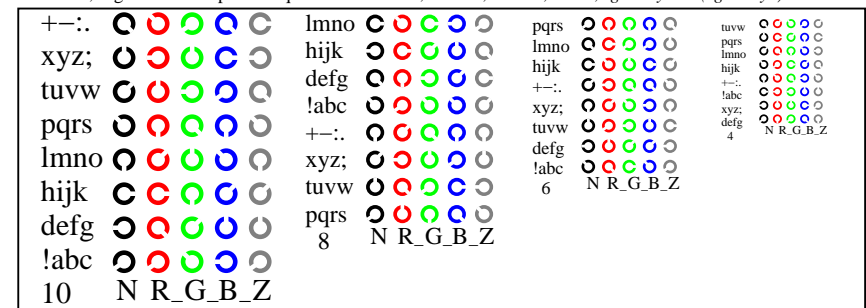 +−:.
xyz;
tuvw
pqrs
lmno
hijk
defg
!abc
10 N R_G_B_Z
lmno
hijk
defg
!abc
+−:.
xyz;
tuvw
pqrs
8 N R_G_B_Z
pqrs
lmno
hijk
+−:.
xyz;
tuvw
defg
!abc
6 N R_G_B_Z
tuvw
pqrs
lmno
hijk
+−:.
!abc
xyz;
defg
4 N R_G_B_Z